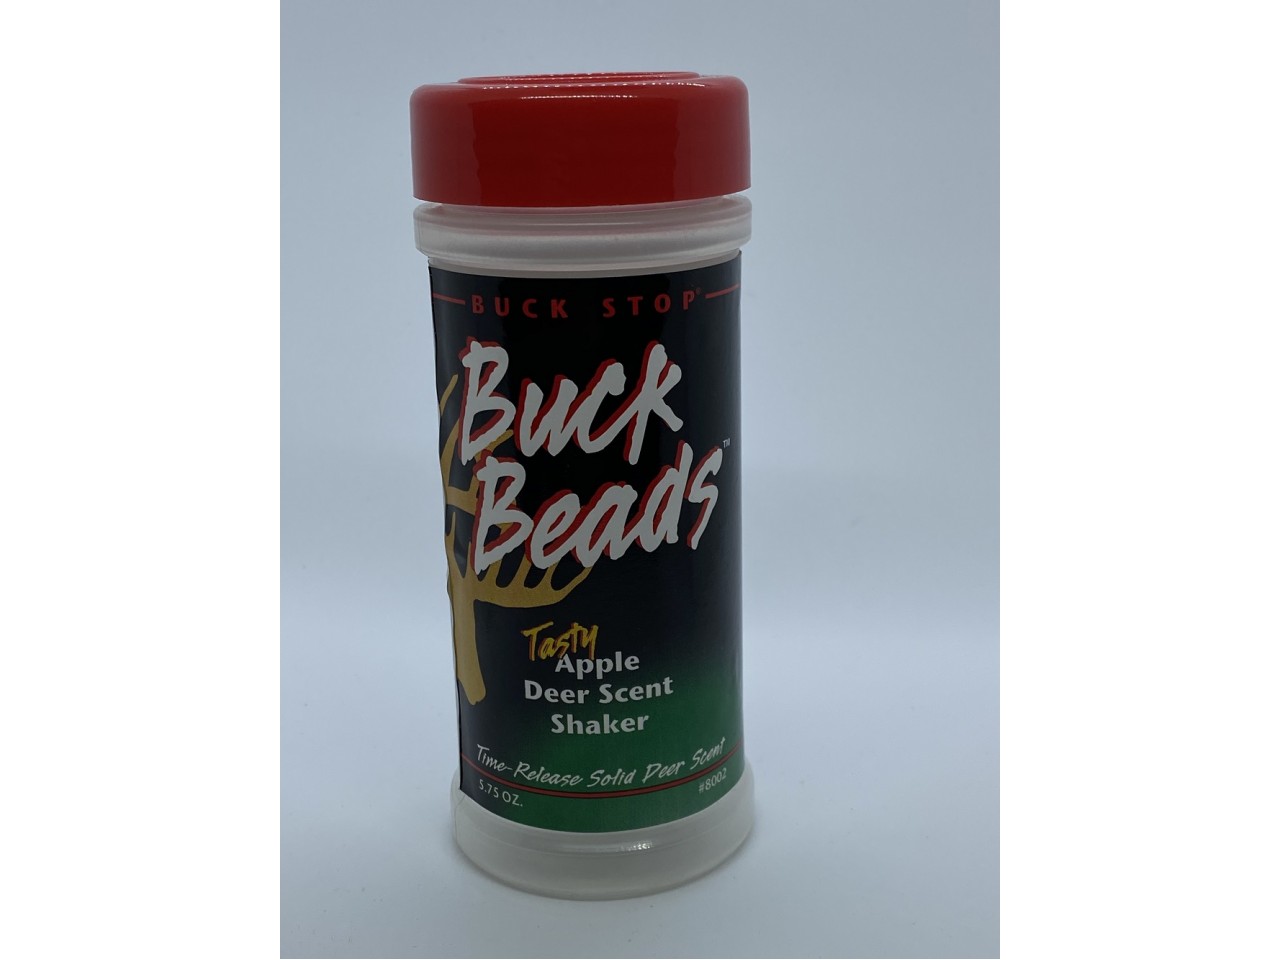 BUCK STOP®
Buck
Beads™
Tasty
Apple
Deer Scent
Shaker
Time-Release Solid Deer Scent
5.75 OZ. #8002